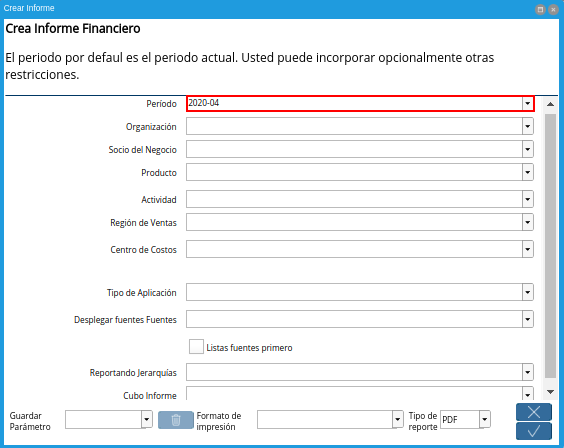 Crear Informe
Crea Informe Financiero
El periodo por defaul es el periodo actual. Usted puede incorporar opcionalmente otras
restricciones.
Período 2020-04
Organización
Socio del Negocio
Producto
Actividad
Región de Ventas
Centro de Costos
Tipo de Aplicación
Desplegar fuentes Fuentes
Listas fuentes primero
Reportando Jerarquías
Cubo Informe
Guardar
Parámetro
Formato de
impresión
Tipo de
reporte
PDF